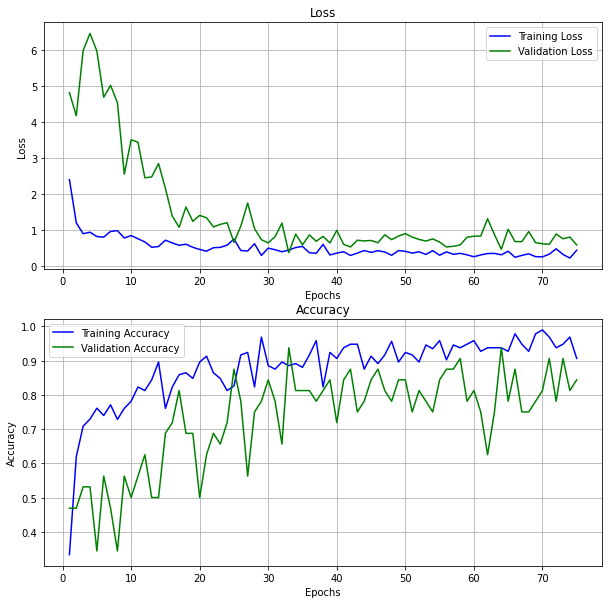 Loss
Training Loss
Validation Loss
6
5
4
3
2
1
0
Loss
0 10 20 30 40 50 60 70
Epochs
Accuracy
Training Accuracy
Validation Accuracy
1.0
0.9
0.8
0.7
0.6
0.5
0.4
Accuracy
0 10 20 30 40 50 60 70
Epochs